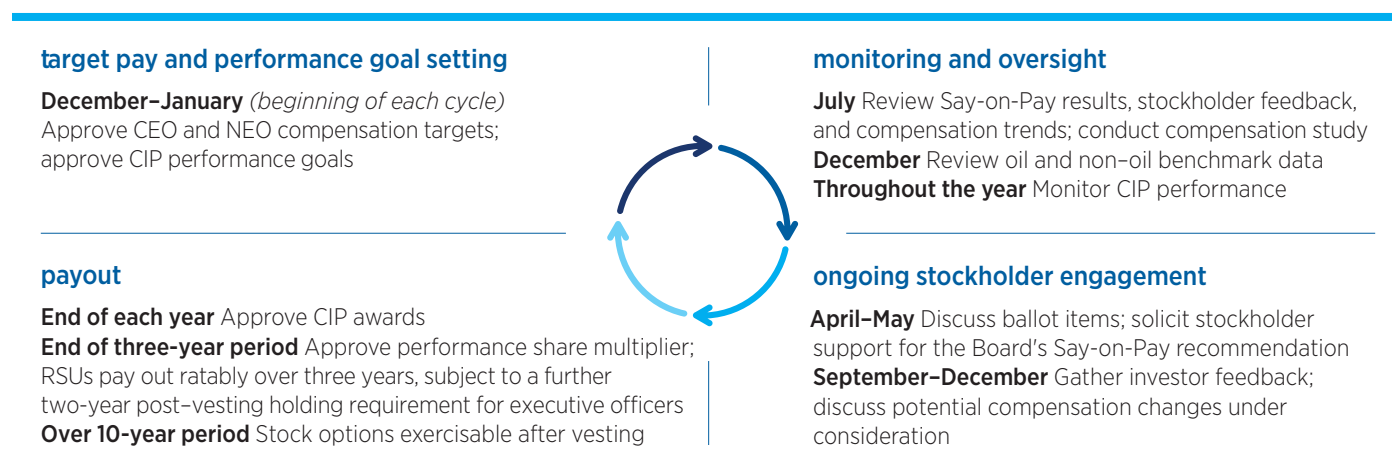 target pay and performance goal setting
December–January (beginning of each cycle)
Approve CEO and NEO compensation targets;
approve CIP performance goals
monitoring and oversight
July Review Say-on-Pay results, stockholder feedback,
and compensation trends; conduct compensation study
December Review oil and non–oil benchmark data
Throughout the year Monitor CIP performance
payout
End of each year Approve CIP awards
End of three-year period Approve performance share multiplier;
RSUs pay out ratably over three years, subject to a further
two-year post–vesting holding requirement for executive officers
Over 10-year period Stock options exercisable after vesting
ongoing stockholder engagement
April–May Discuss ballot items; solicit stockholder
support for the Board's Say-on-Pay recommendation
September–December Gather investor feedback;
discuss potential compensation changes under
consideration